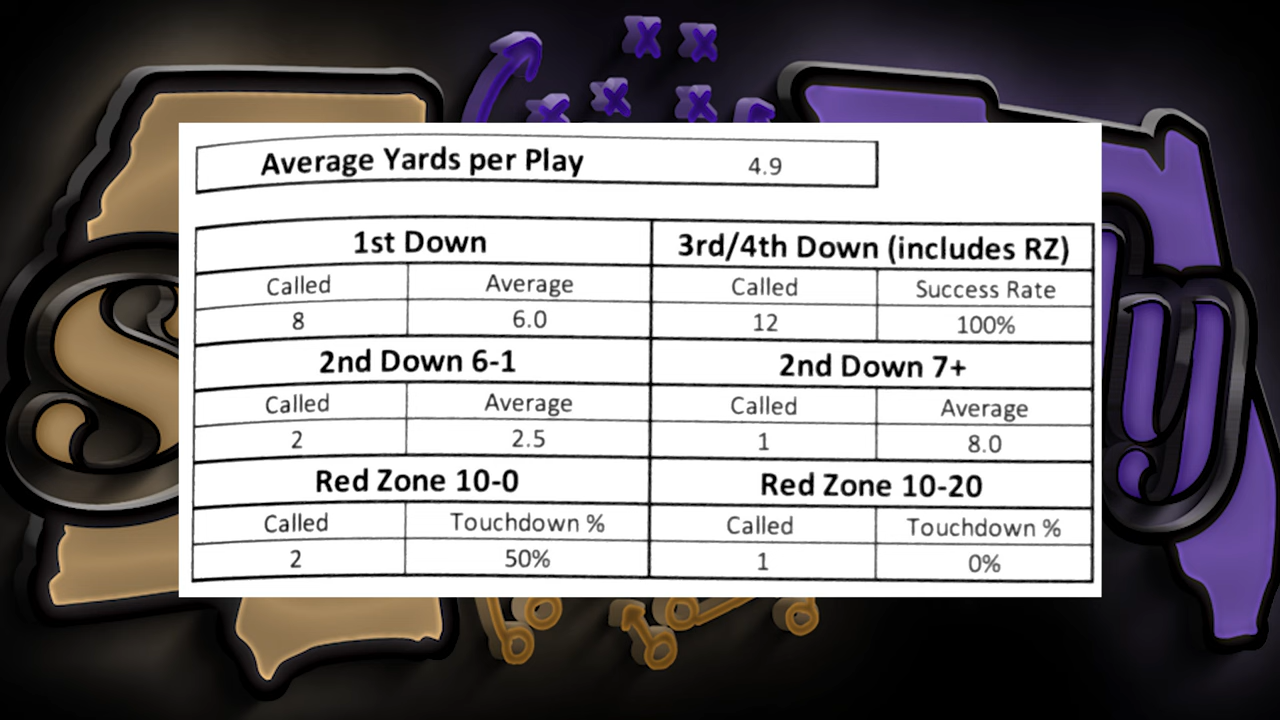 Average Yards per Play 4.9
1st Down 3rd/4th Down (includes RZ)
Called Average Called Success Rate
8 6.0 12 100%
2nd Down 6-1 2nd Down 7+
Called Average Called Average
2 2.5 1 8.0
Red Zone 10-0 Red Zone 10-20
Called Touchdown % Called Touchdown %
2 50% 1 0%